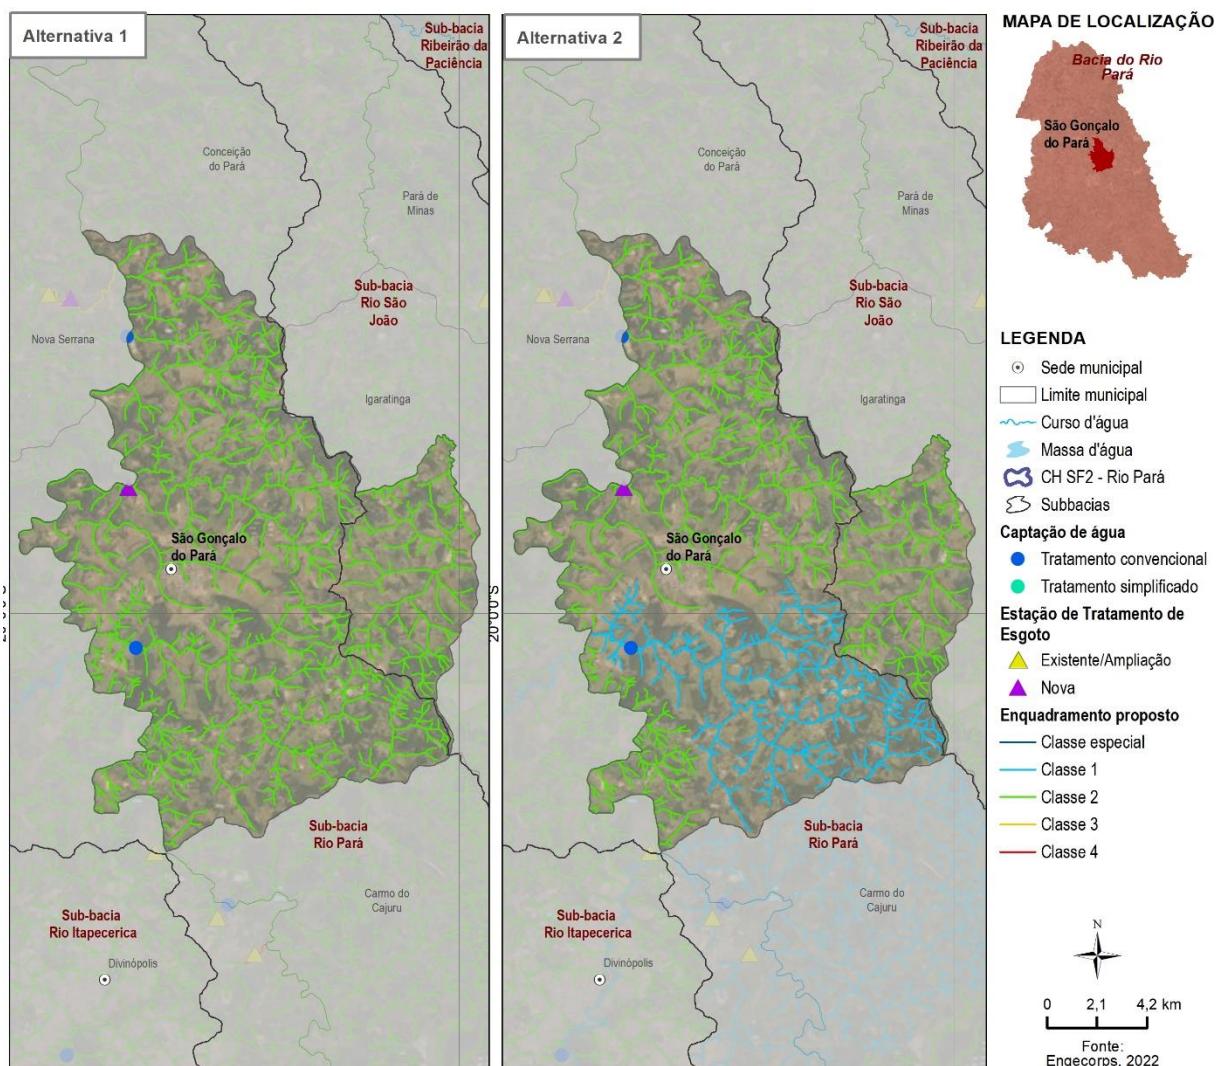 Alternativa 1
Sub-bacia
Ribeirão da
Paciência
Conceição
do Pará
Pará de
Minas
Sub-bacia
Rio São
João
Nova Serrana
Igaratinga
São Gonçalo
do Pará
Sub-bacia
Rio Pará
Carmo do
Cajuru
Sub-bacia
Rio Itapecerica
Divinópolis
Alternativa 2
Sub-bacia
Ribeirão da
Paciência
Conceição
do Pará
Pará de
Minas
Sub-bacia
Rio São
João
Nova Serrana
Igaratinga
São Gonçalo
do Pará
20°0'0"S
Sub-bacia
Rio Pará
Carmo do
Cajuru
Sub-bacia
Rio Itapecerica
Divinópolis
MAPA DE LOCALIZAÇÃO
Bacia do Rio
Pará
São Gonçalo
do Pará
LEGENDA
Sede municipal
Limite municipal
Curso d'água
Massa d'água
CH SF2 - Rio Pará
Subbacias
Captação de água
Tratamento convencional
Tratamento simplificado
Estação de Tratamento de
Esgoto
Existente/Ampliação
Nova
Enquadramento proposto
Classe especial
Classe 1
Classe 2
Classe 3
Classe 4
N
0 2,1 4,2 km
Fonte:
Engecorps, 2022